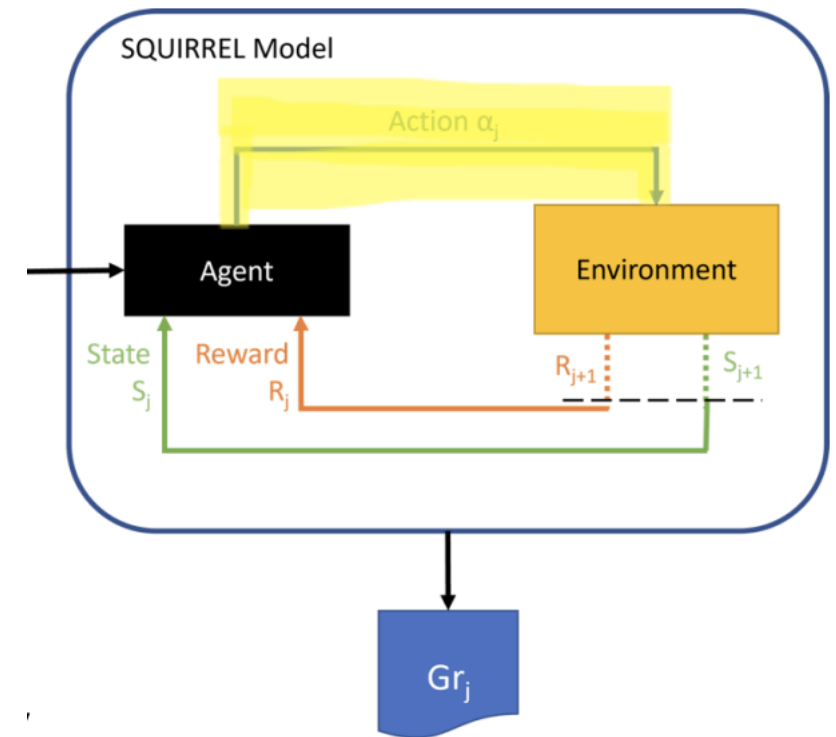 SQUIRREL Model
Action αj
Agent
Environment
State
Sj
Reward
Rj
Rj+1
Sj+1
Grj